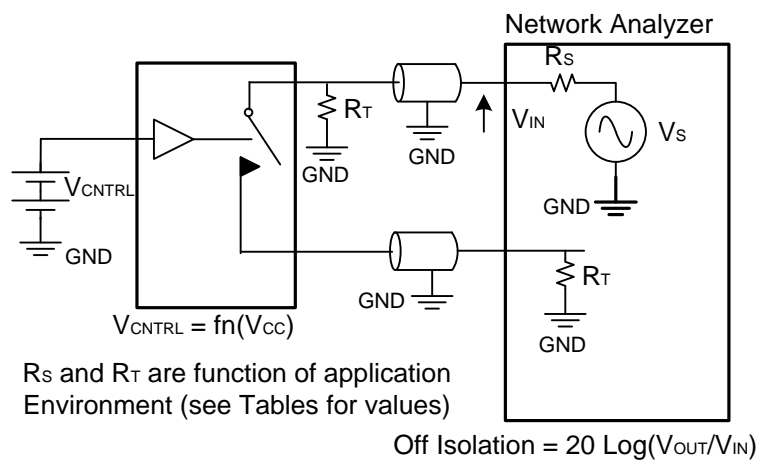 Network Analyzer
RS
RT
VIN
VS
GND
GND
GND
VCNTRL
GND
GND
RT
GND
VCNTRL = fn(VCC)
RS and RT are function of application
Environment (see Tables for values)
Off Isolation = 20 Log(VOUT/VIN)